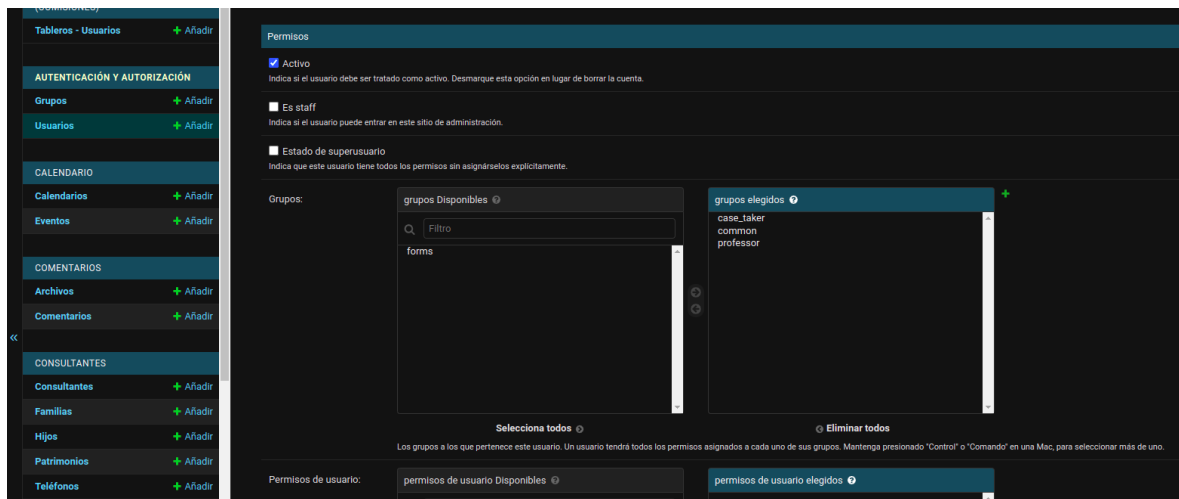 (COMISIONES)
Tableros - Usuarios + Añadir
AUTENTICACIÓN Y AUTORIZACIÓN
Grupos + Añadir
Usuarios + Añadir
CALENDARIO
Calendarios + Añadir
Eventos + Añadir
COMENTARIOS
Archivos + Añadir
Comentarios + Añadir
«
CONSULTANTES
Consultantes + Añadir
Familias + Añadir
Hijos + Añadir
Patrimonios + Añadir
Teléfonos + Añadir
Permisos
Activo
Indica si el usuario debe ser tratado como activo. Desmarque esta opción en lugar de borrar la cuenta.
Es staff
Indica si el usuario puede entrar en este sitio de administración.
Estado de superusuario
Indica que este usuario tiene todos los permisos sin asignárselos explícitamente.
Grupos:
grupos Disponibles ?
Filtro
forms
Selecciona todos
grupos elegidos ?
case_taker
common
professor
Eliminar todos
Los grupos a los que pertenece este usuario. Un usuario tendrá todos los permisos asignados a cada uno de sus grupos. Mantenga presionado "Control" o "Comando" en una Mac, para seleccionar más de uno.
Permisos de usuario:
permisos de usuario Disponibles ?
permisos de usuario elegidos ?